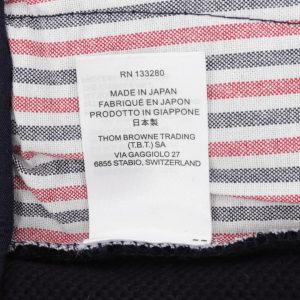 RN 133280
MADE IN JAPAN
FABRIQUÉ EN JAPON
PRODOTTO IN GIAPPONE
日本製
THOM BROWNE TRADING
(T.B.T.) SA
VIA GAGGIOLO 27
6855 STABIO, SWITZERLAND